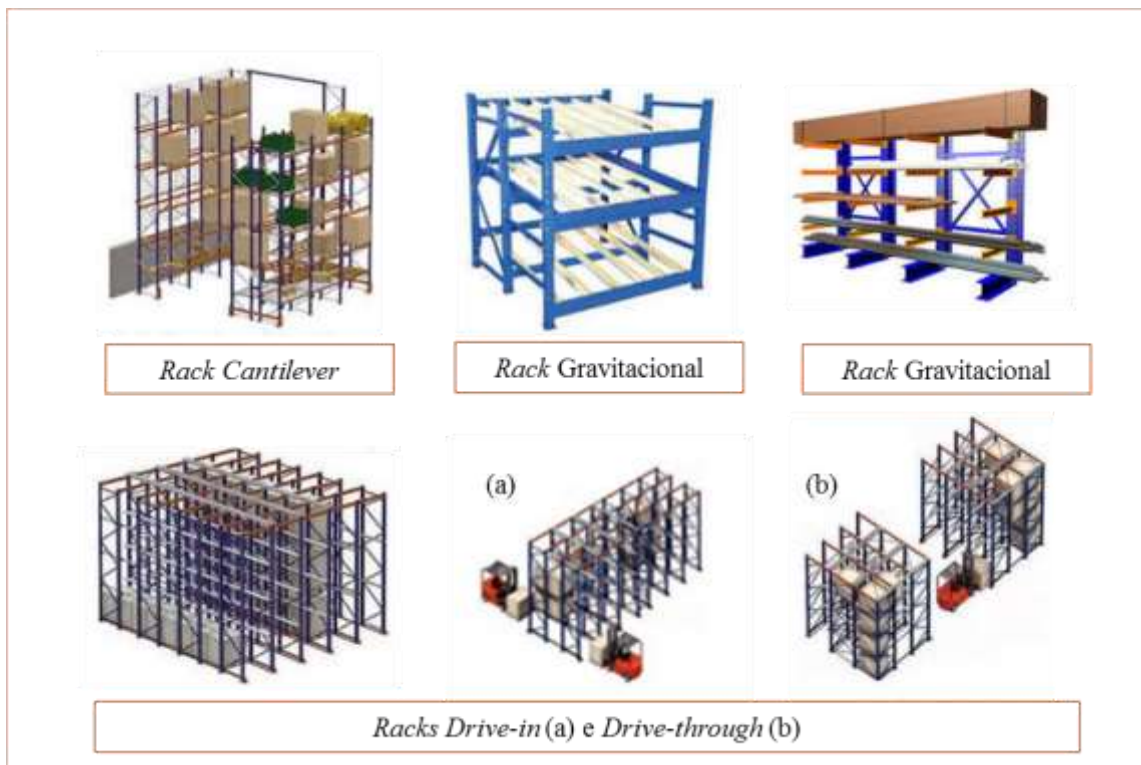 Rack Cantilever
Rack Gravitacional
Rack Gravitacional
(a)
(b)
Racks Drive-in (a) e Drive-through (b)